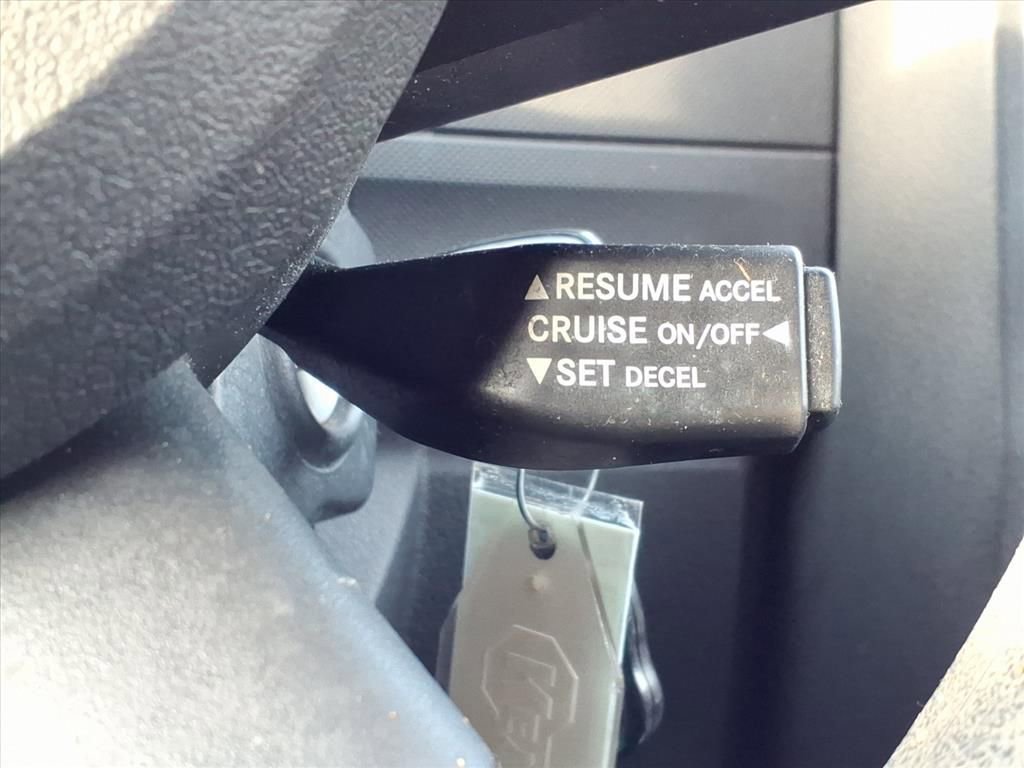 ▲RESUME ACCEL
CRUISE ON/OFF◀
▼SET DECEL